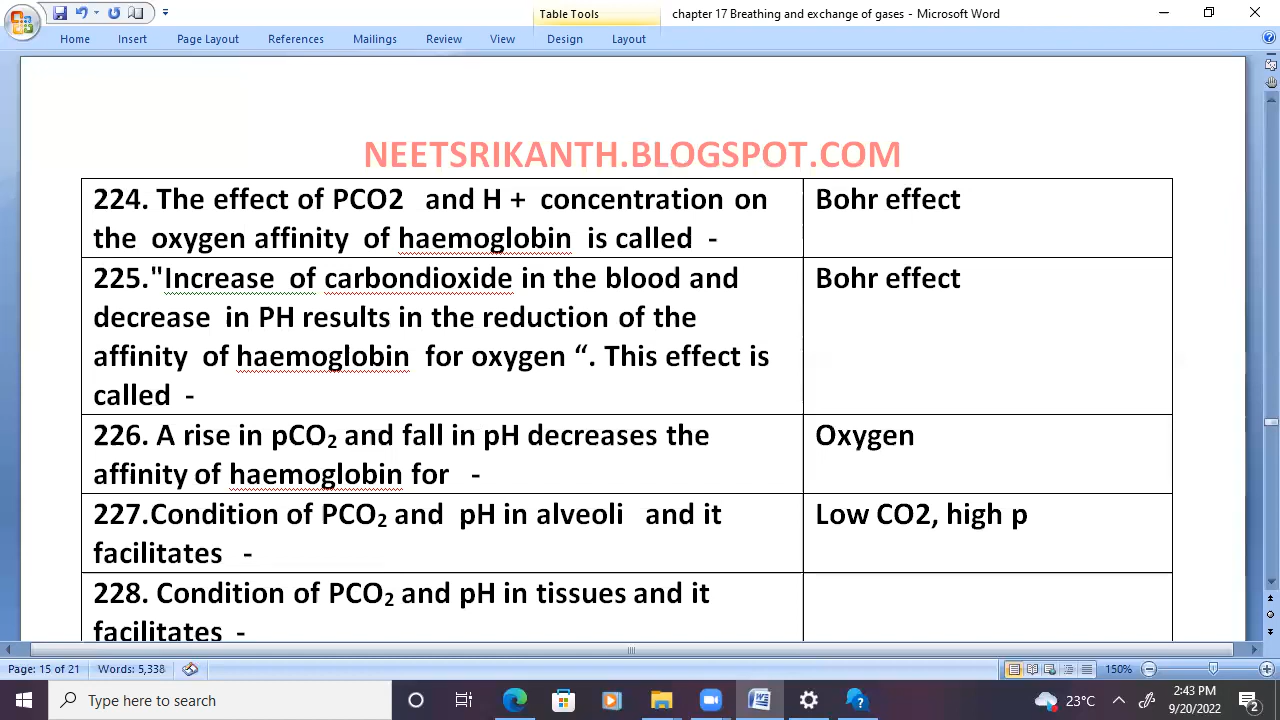 Table Tools
chapter 17 Breathing and exchange of gases - Microsoft Word
Home Insert Page Layout References Mailings Review View Design Layout
NEETSRIKANTH.BLOGSPOT.COM
224. The effect of PCO2 and H + concentration on
the oxygen affinity of haemoglobin is called -
Bohr effect
225."Increase of carbondioxide in the blood and
decrease in PH results in the reduction of the
affinity of haemoglobin for oxygen “. This effect is
called -
Bohr effect
226. A rise in pCO₂ and fall in pH decreases the
affinity of haemoglobin for -
Oxygen
227.Condition of PCO₂ and pH in alveoli and it
facilitates -
Low CO2, high p
228. Condition of PCO₂ and pH in tissues and it
facilitates -
Page: 15 of 21 Words: 5,338 150%
Type here to search
23°C
2:43 PM
9/20/2022
2